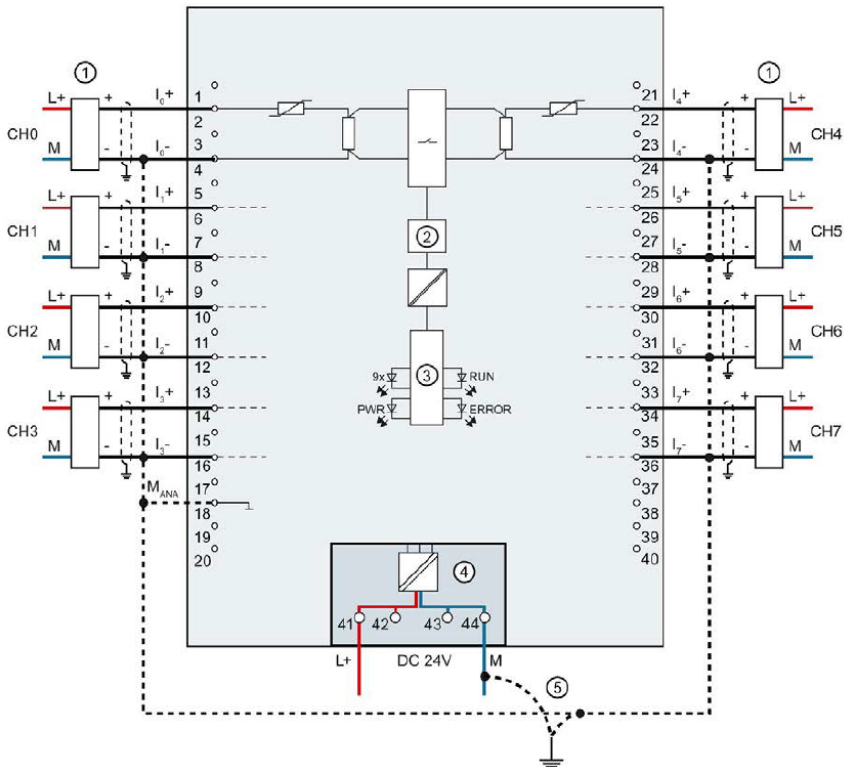 ① ①
L+ + I0+ 1 21 I4+ + L+
CH0 2 22 CH4
M - I0- 3 23 I4- - M
4 24
L+ + I1+ 5 25 I5+ + L+
CH1 6 26 CH5
M - I1- 7 ② 27 I5- - M
8 28
L+ + I2+ 9 29 I6+ + L+
CH2 10 30 CH6
M - I2- 11 31 I6- - M
12 32
9x ③ RUN
L+ + I3+ 13 33 I7+ + L+
PWR ERROR
CH3 14 34 CH7
M - I3- 15 35 I7- - M
16 36
MANA 17 37
18 38
19 39
20 40
④
41 42 43 44
L+ DC 24V M
⑤